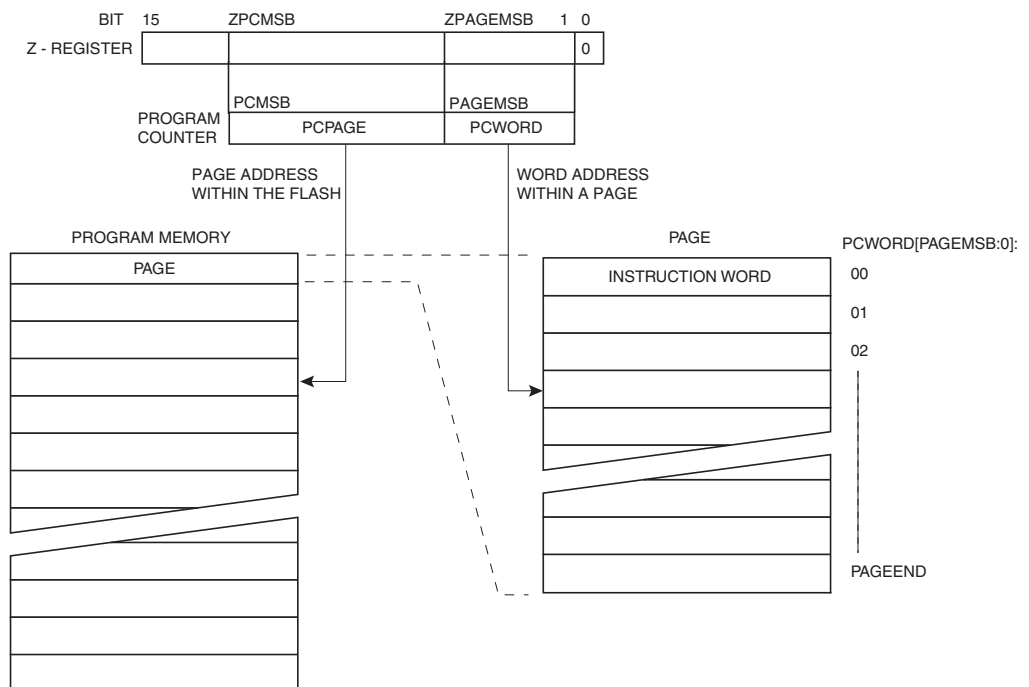 BIT 15 ZPCMSB ZPAGEMSB 1 0
Z - REGISTER 0
PCMSB PAGEMSB
PROGRAM
COUNTER
PCPAGE PCWORD
PAGE ADDRESS
WITHIN THE FLASH
WORD ADDRESS
WITHIN A PAGE
PROGRAM MEMORY
PAGE
PAGE
PCWORD[PAGEMSB:0]:
INSTRUCTION WORD
00
01
02
PAGEEND